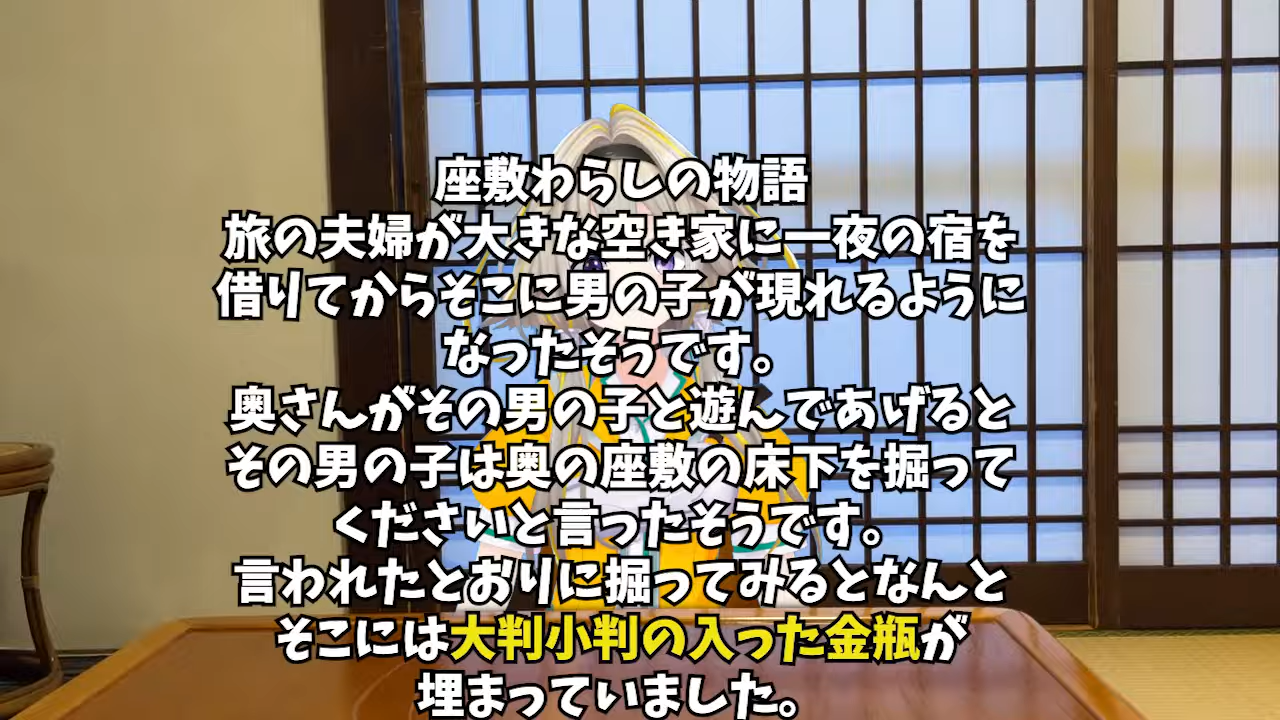 座敷わらしの物語
旅の夫婦が大きな空き家に一夜の宿を
借りてからそこに男の子が現れるように
なったそうです。
奥さんがその男の子と遊んであげると
その男の子は奥の座敷の床下を掘って
くださいと言ったそうです。
言われたとおりに掘ってみるとなんと
そこには大判小判の入った金瓶が
埋まっていました。